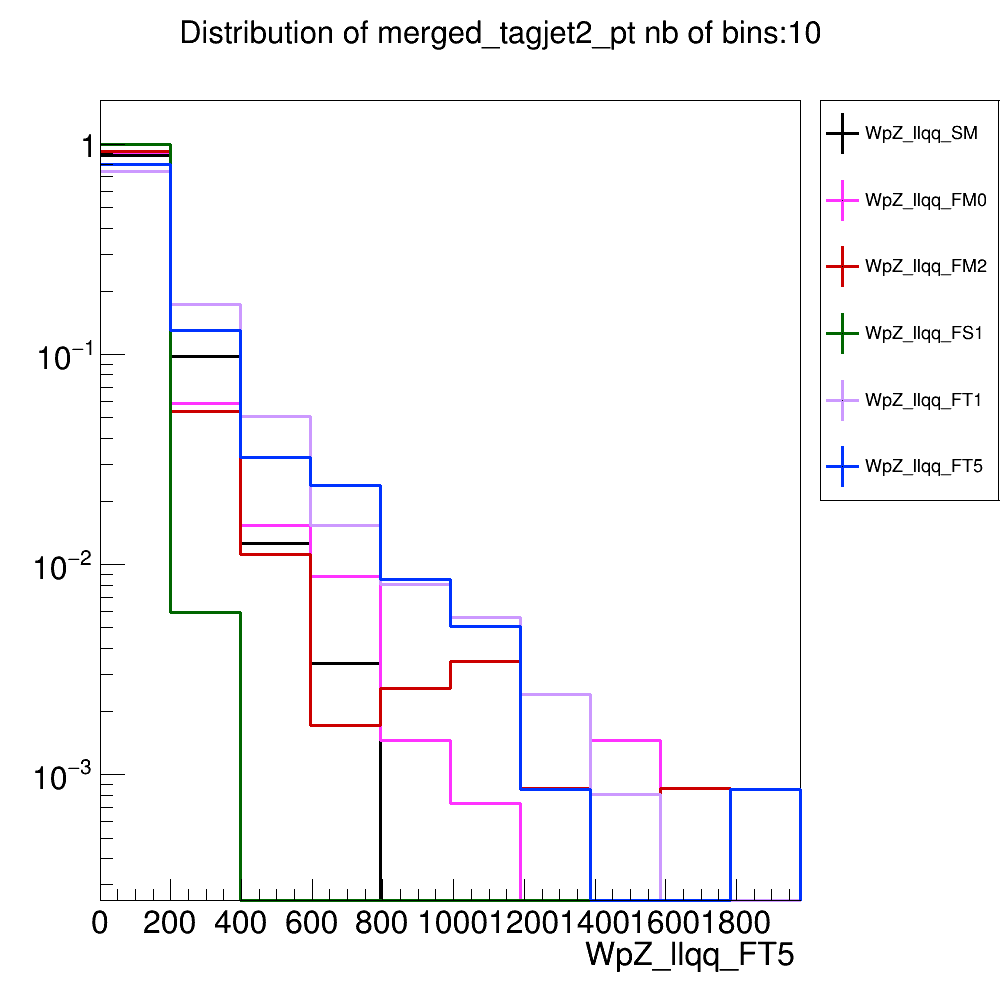 Distribution of merged_tagjet2_pt nb of bins:10
1
10−1
10−2
10−3
0 200 400 600 800 1000 1200 1400 1600 1800
WpZ_llqq_FT5
WpZ_llqq_SM
WpZ_llqq_FM0
WpZ_llqq_FM2
WpZ_llqq_FS1
WpZ_llqq_FT1
WpZ_llqq_FT5